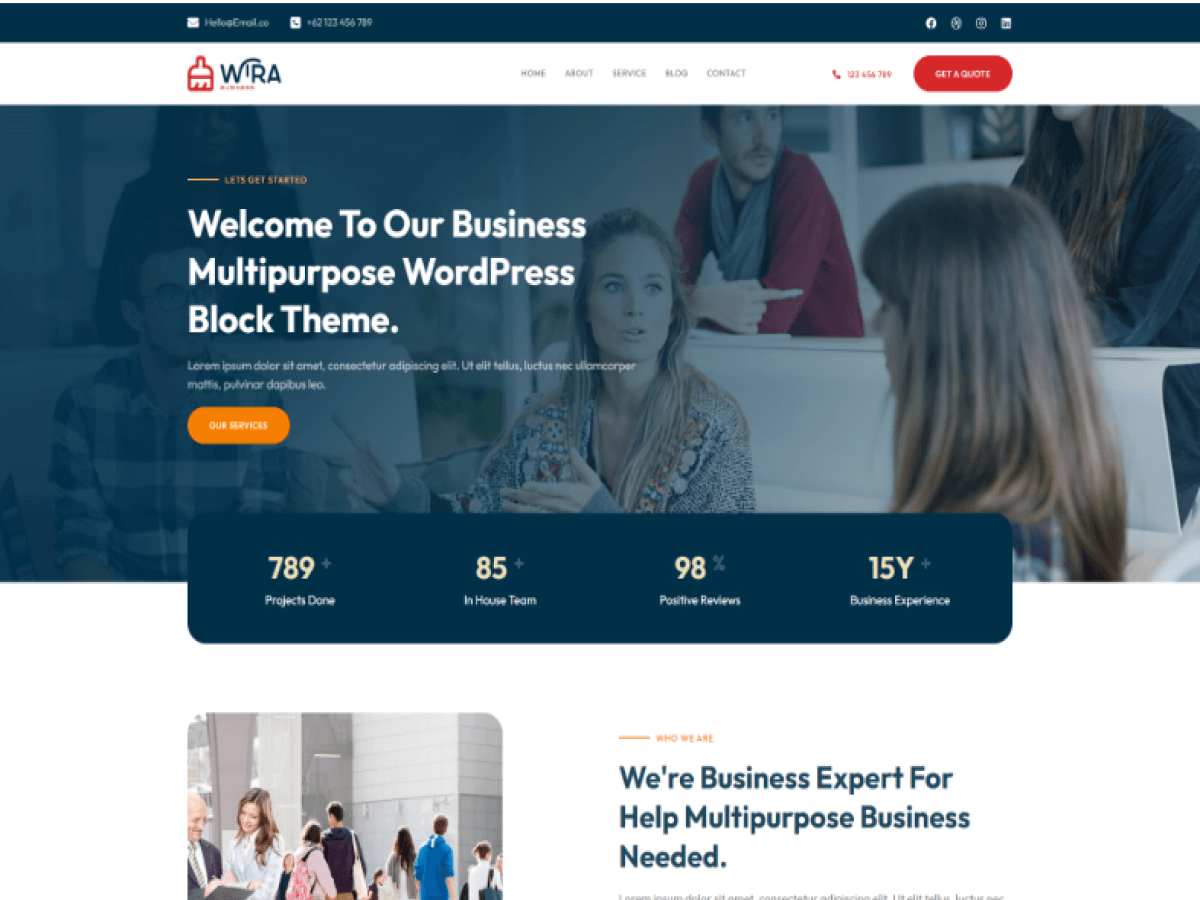 Hello@Email.co
+62 123 456 789
WIRA
BUSINESS
HOME
ABOUT
SERVICE
BLOG
CONTACT
123 456 789
GET A QUOTE
LETS GET STARTED
Welcome To Our Business
Multipurpose WordPress
Block Theme.
Lorem ipsum dolor sit amet, consectetur adipiscing elit. Ut elit tellus, luctus nec ullamcorper
mattis, pulvinar dapibus leo.
OUR SERVICES
789 +
Projects Done
85 +
In House Team
98 %
Positive Reviews
15Y +
Business Experience
WHO WE ARE
We're Business Expert For
Help Multipurpose Business
Needed.
Lorem ipsum dolor sit amet, consectetur adipiscing elit. Ut elit tellus, luctus nec